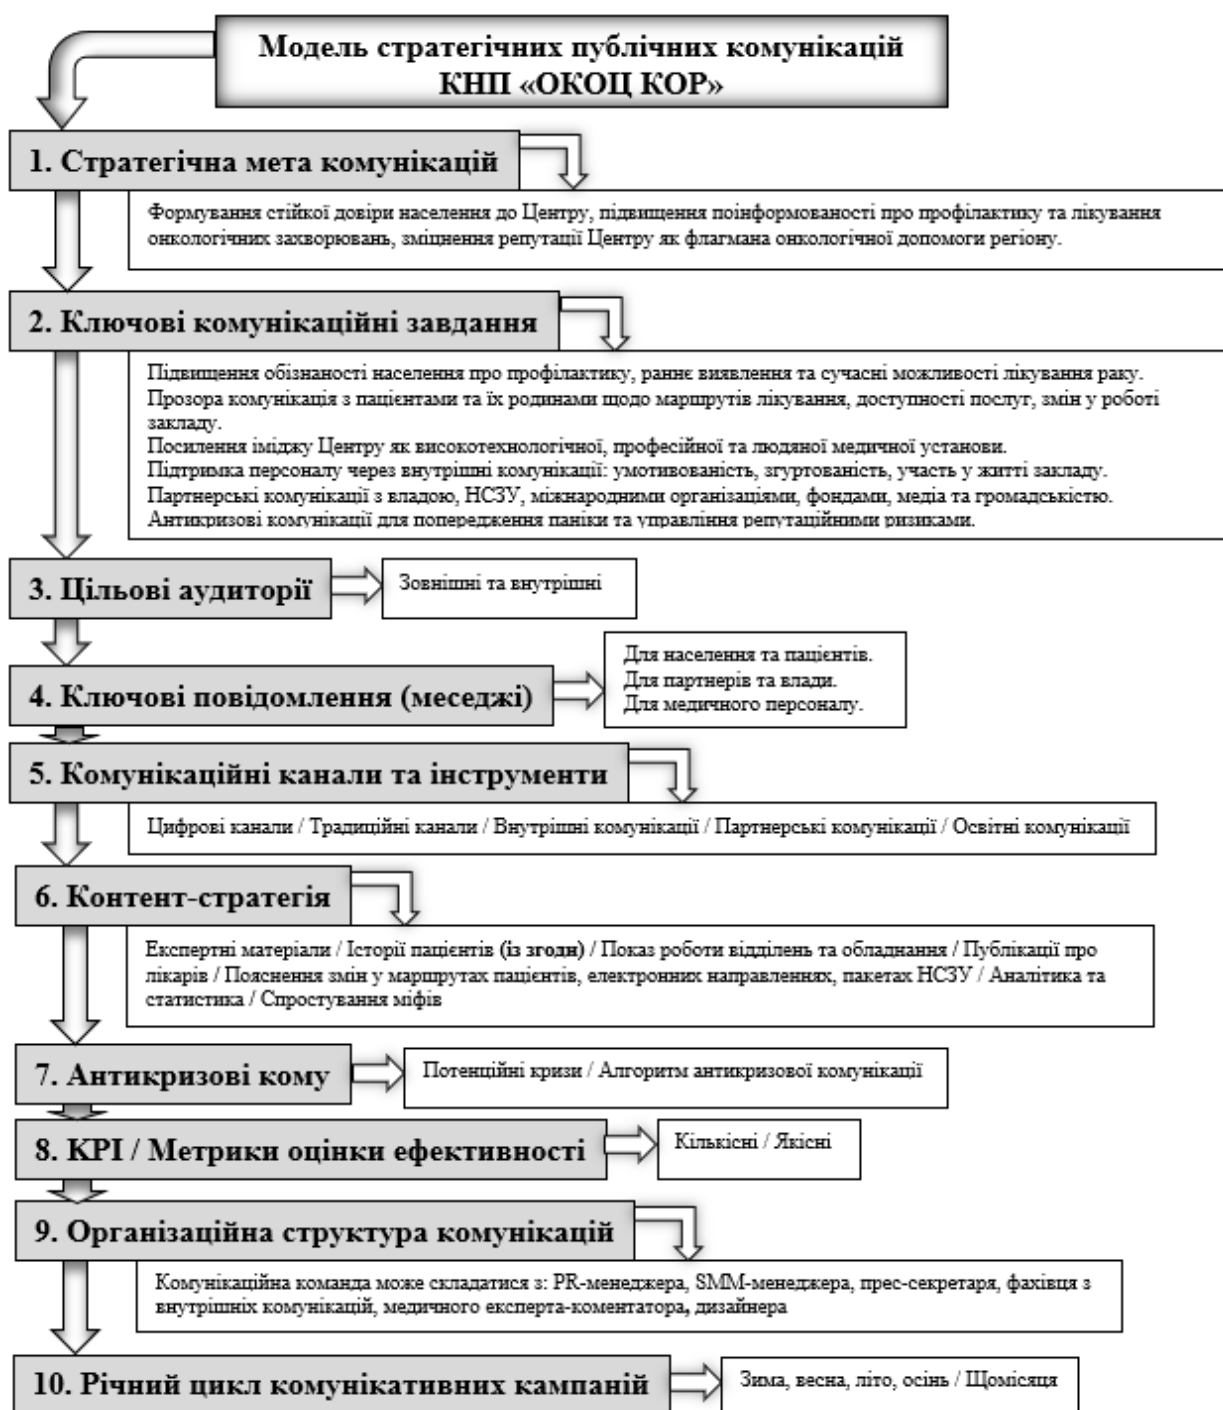 Модель стратегічних публічних комунікацій
КНП «ОКОЦ КОР»
1. Стратегічна мета комунікацій
Формування стійкої довіри населення до Центру, підвищення поінформованості про профілактику та лікування
онкологічних захворювань, зміцнення репутації Центру як флагмана онкологічної допомоги регіону.
2. Ключові комунікаційні завдання
Підвищення обізнаності населення про профілактику, раннє виявлення та сучасні можливості лікування раку.
Прозора комунікація з пацієнтами та їх родинами щодо маршрутів лікування, доступності послуг, змін у роботі
закладу.
Посилення іміджу Центру як високотехнологічної, професійної та людяної медичної установи.
Підтримка персоналу через внутрішні комунікації: умотивованість, згуртованість, участь у житті закладу.
Партнерські комунікації з владою, НСЗУ, міжнародними організаціями, фондами, медіа та громадськістю.
Антикризові комунікації для попередження паніки та управління репутаційними ризиками.
3. Цільові аудиторії
Зовнішні та внутрішні
4. Ключові повідомлення (меседжі)
Для населення та пацієнтів.
Для партнерів та влади.
Для медичного персоналу.
5. Комунікаційні канали та інструменти
Цифрові канали / Традиційні канали / Внутрішні комунікації / Партнерські комунікації / Освітні комунікації
6. Контент-стратегія
Експертні матеріали / Історії пацієнтів (із згоди) / Показ роботи відділень та обладнання / Публікації про
лікарів / Пояснення змін у маршрутах пацієнтів, електронних направленнях, пакетах НСЗУ / Аналітика та
статистика / Спростування міфів
7. Антикризові кому
Потенційні кризи / Алгоритм антикризової комунікації
8. KPI / Метрики оцінки ефективності
Кількісні / Якісні
9. Організаційна структура комунікацій
Комунікаційна команда може складатися з: PR-менеджера, SMM-менеджера, прес-секретаря, фахівця з
внутрішніх комунікацій, медичного експерта-коментатора, дизайнера
10. Річний цикл комунікативних кампаній
Зима, весна, літо, осінь / Щомісяця